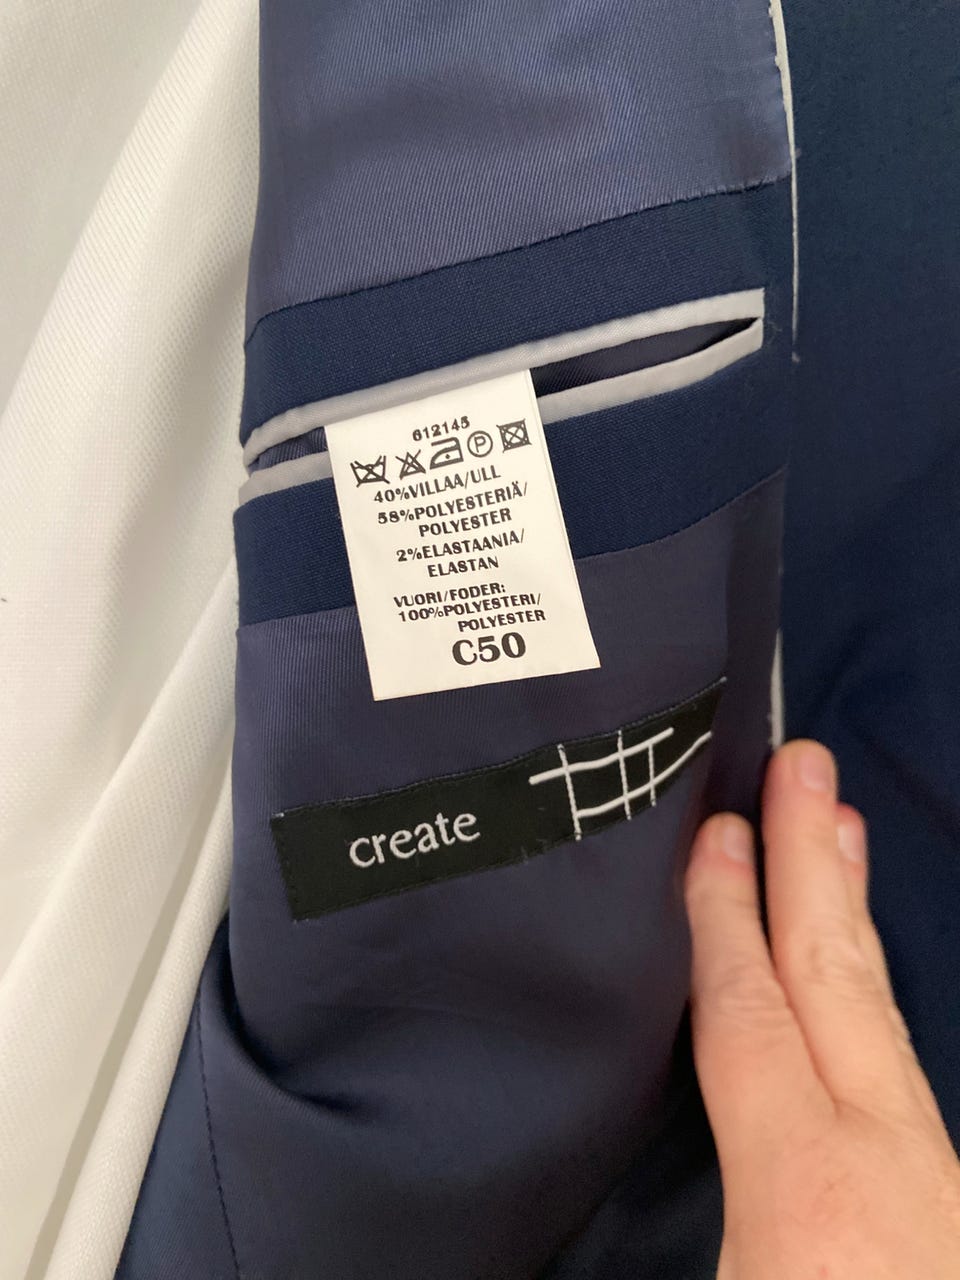 612145
P
40%VILLAA/ULL
58%POLYESTERIÄ/
POLYESTER
2%ELASTAANIA/
ELASTAN
VUORI/FODER:
100%POLYESTERI/
POLYESTER
C50
create